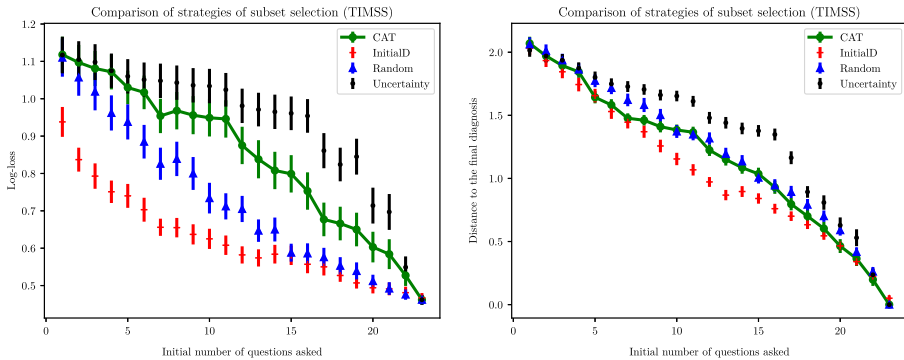 Comparison of strategies of subset selection (TIMSS)
1.2
1.1
1.0
0.9
0.8
0.7
0.6
0.5
Log-loss
0
5
10
15
20
Initial number of questions asked
CAT
InitialD
Random
Uncertainty
Comparison of strategies of subset selection (TIMSS)
2.0
1.5
1.0
0.5
0.0
Distance to the final diagnosis
0
5
10
15
20
Initial number of questions asked
CAT
InitialD
Random
Uncertainty